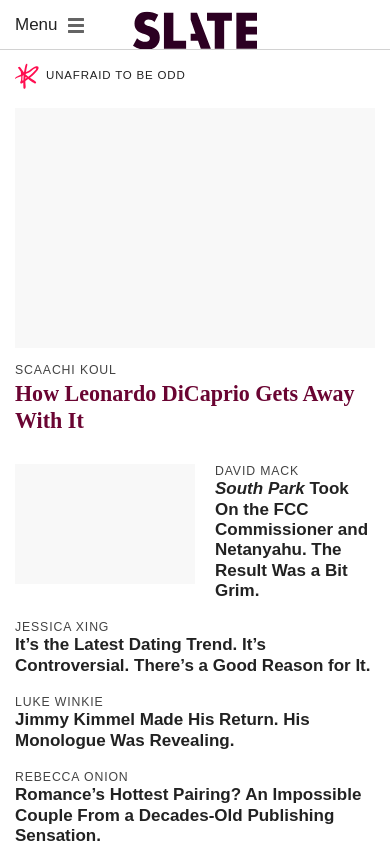 Menu
SLATE
UNAFRAID TO BE ODD
SCAACHI KOUL
How Leonardo DiCaprio Gets Away
With It
DAVID MACK
South Park Took
On the FCC
Commissioner and
Netanyahu. The
Result Was a Bit
Grim.
JESSICA XING
It’s the Latest Dating Trend. It’s
Controversial. There’s a Good Reason for It.
LUKE WINKIE
Jimmy Kimmel Made His Return. His
Monologue Was Revealing.
REBECCA ONION
Romance’s Hottest Pairing? An Impossible
Couple From a Decades-Old Publishing
Sensation.